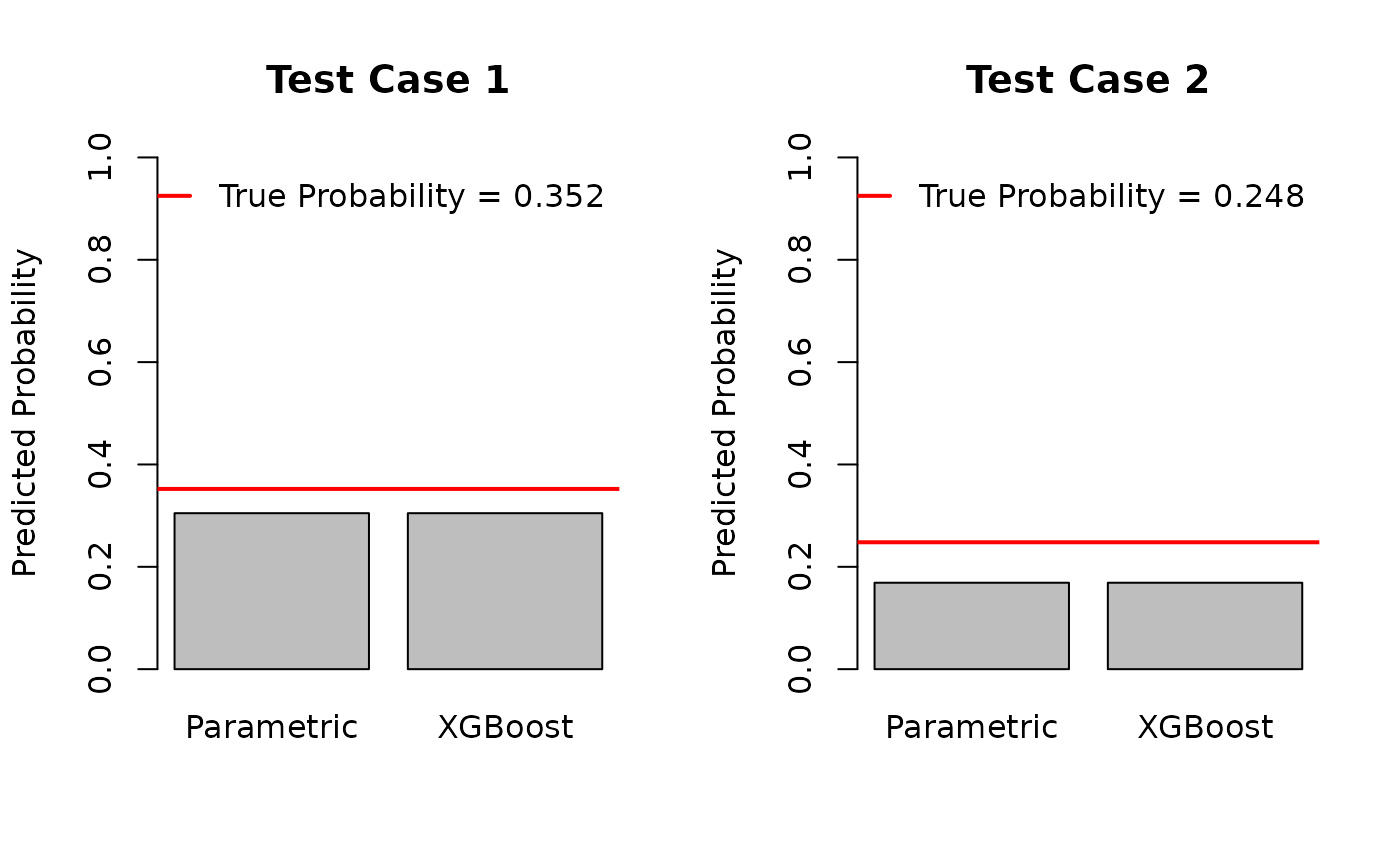 Test Case 1
Predicted Probability
1.0
0.8
0.6
0.4
0.2
0.0
True Probability = 0.352
Parametric
XGBoost
Test Case 2
Predicted Probability
1.0
0.8
0.6
0.4
0.2
0.0
True Probability = 0.248
Parametric
XGBoost